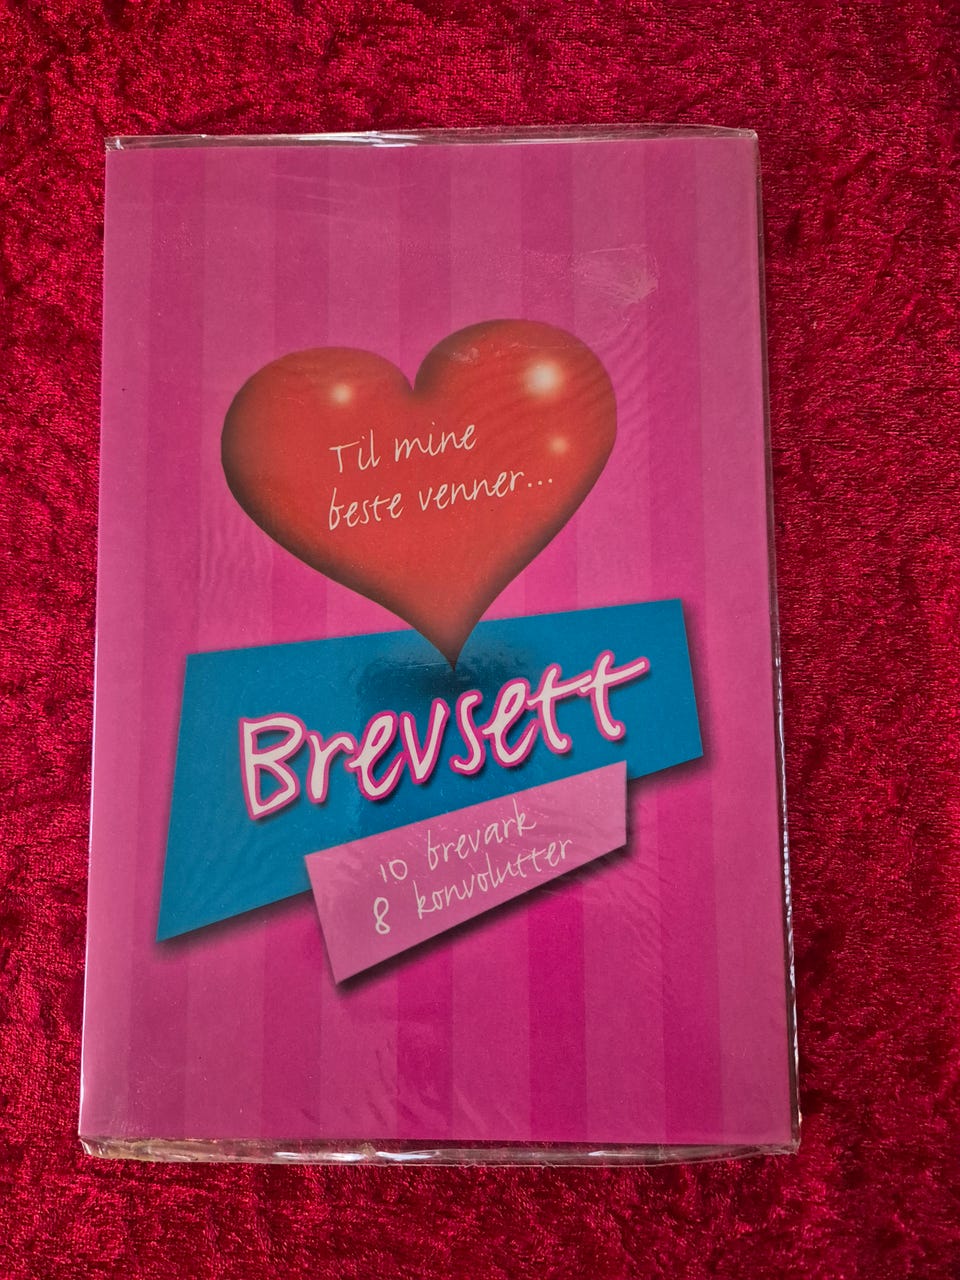 Til mine
beste venner...
Brevsett
10 brevark
8 konvolutter